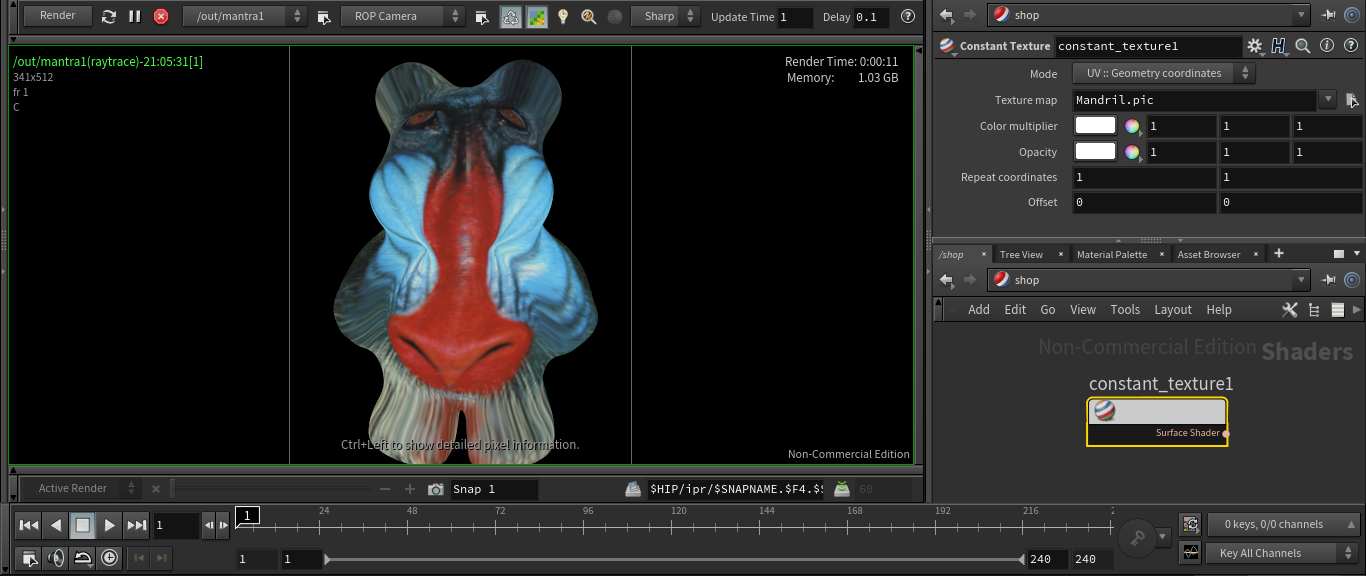 Render
/out/mantra1
ROP Camera
Sharp
Update Time 1
Delay 0.1
/out/mantra1(raytrace)-21:05:31[1]
341x512
fr 1
C
Render Time: 0:00:11
Memory: 1.03 GB
Ctrl+Left to show detailed pixel information.
Non-Commercial Edition
Active Render
Snap 1
$HIP/ipr/$SNAPNAME.$F4.$
60
shop
Constant Texture constant_texture1
Mode UV :: Geometry coordinates
Texture map Mandril.pic
Color multiplier 1 1 1
Opacity 1 1 1
Repeat coordinates 1 1
Offset 0 0
/shop × Tree View × Material Palette × Asset Browser × +
shop
Add Edit Go View Tools Layout Help
Non-Commercial Edition Shaders
constant_texture1
Surface Shader
1
1 24 48 72 96 120 144 168 192 216
1 1 240 240
0 keys, 0/0 channels
Key All Channels